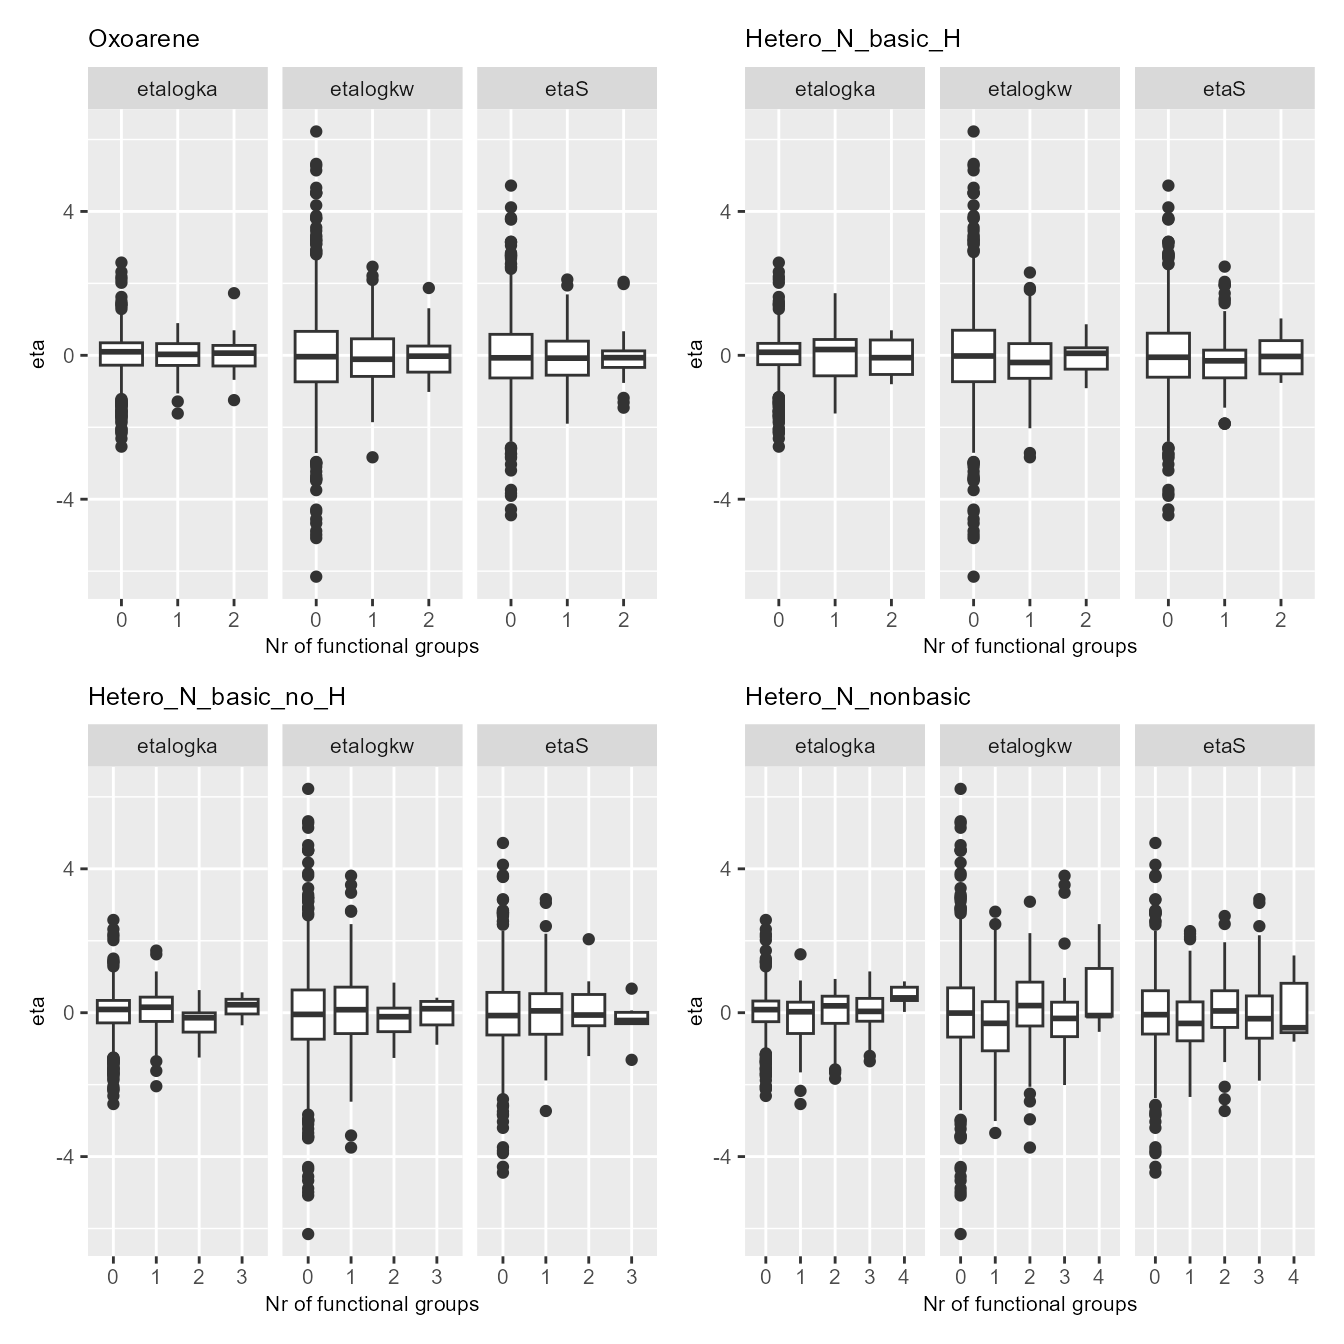 Oxoarene
etalogka etalogkw etaS
eta
4
0
-4
0 1 2 0 1 2 0 1 2
Nr of functional groups
Hetero_N_basic_H
etalogka etalogkw etaS
eta
4
0
-4
0 1 2 0 1 2 0 1 2
Nr of functional groups
Hetero_N_basic_no_H
etalogka etalogkw etaS
eta
4
0
-4
0 1 2 3 0 1 2 3 0 1 2 3
Nr of functional groups
Hetero_N_nonbasic
etalogka etalogkw etaS
eta
4
0
-4
0 1 2 3 4 0 1 2 3 4 0 1 2 3 4
Nr of functional groups